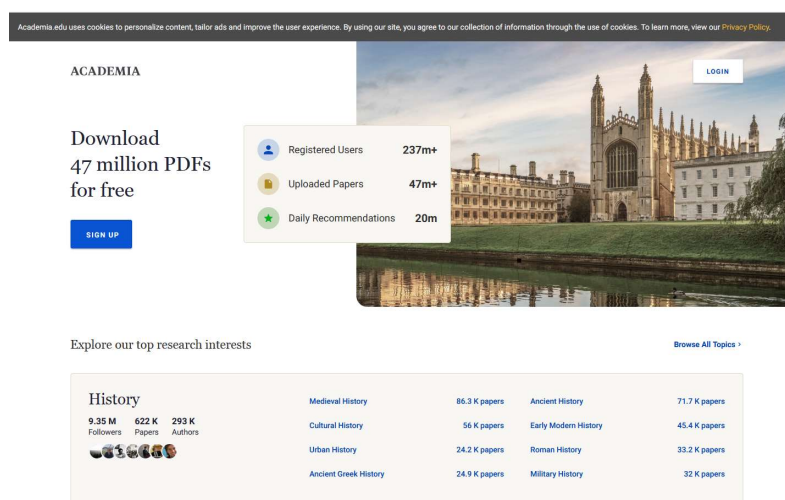 Academia.edu uses cookies to personalize content, tailor ads and improve the user experience. By using our site, you agree to our collection of information through the use of cookies. To learn more, view our Privacy Policy.
ACADEMIA
LOGIN
Download
47 million PDFs
for free
SIGN UP
Registered Users 237m+
Uploaded Papers 47m+
Daily Recommendations 20m
Explore our top research interests
Browse All Topics ›
History
9.35 M 622 K 293 K
Followers Papers Authors
Medieval History 86.3 K papers Ancient History 71.7 K papers
Cultural History 56 K papers Early Modern History 45.4 K papers
Urban History 24.2 K papers Roman History 33.2 K papers
Ancient Greek History 24.9 K papers Military History 32 K papers